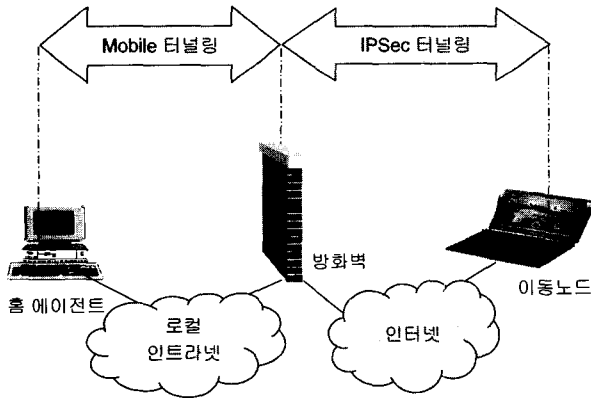 Mobile 터널링
IPSec 터널링
방화벽
이동노드
홈 에이전트
로컬
인트라넷
인터넷